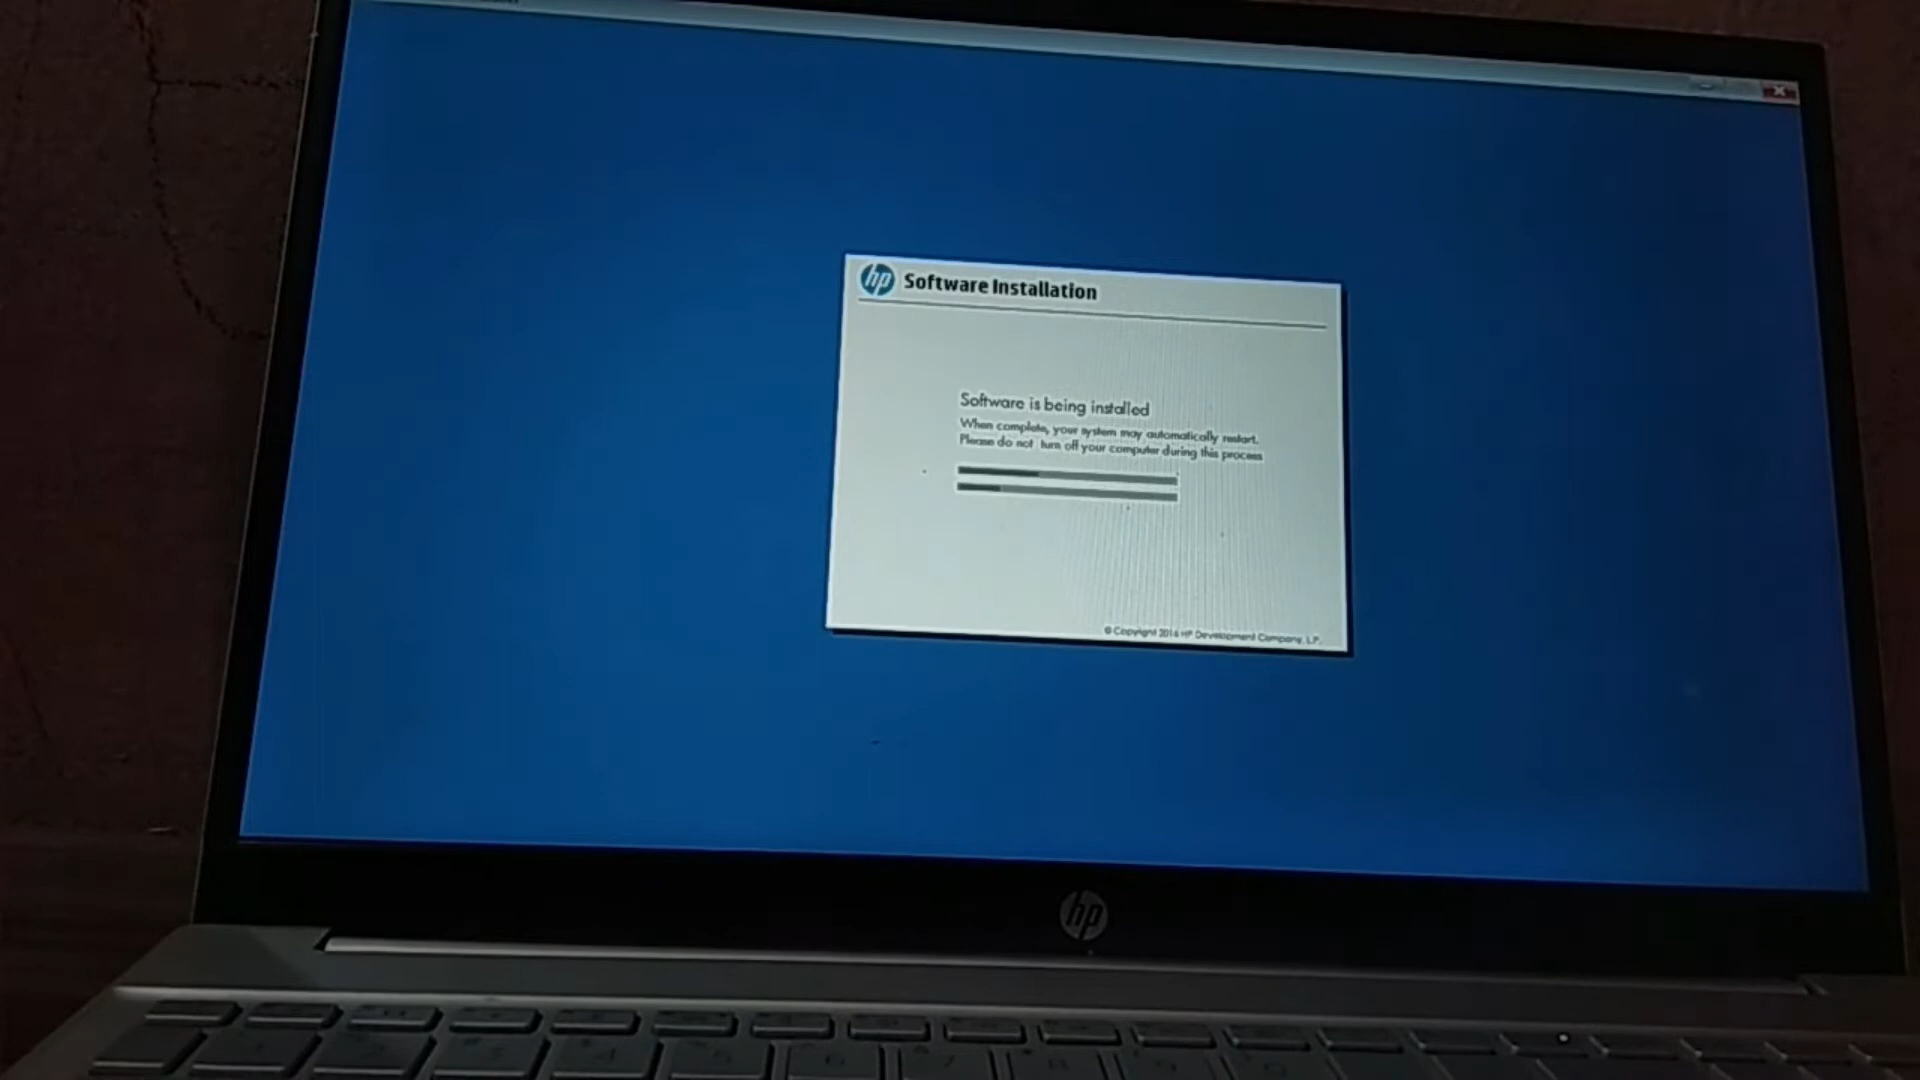 hp Software Installation
Software is being installed
When complete, your system may automatically restart.
Please do not turn off your computer during this process
© Copyright 2016 HP Development Company, L.P.
hp